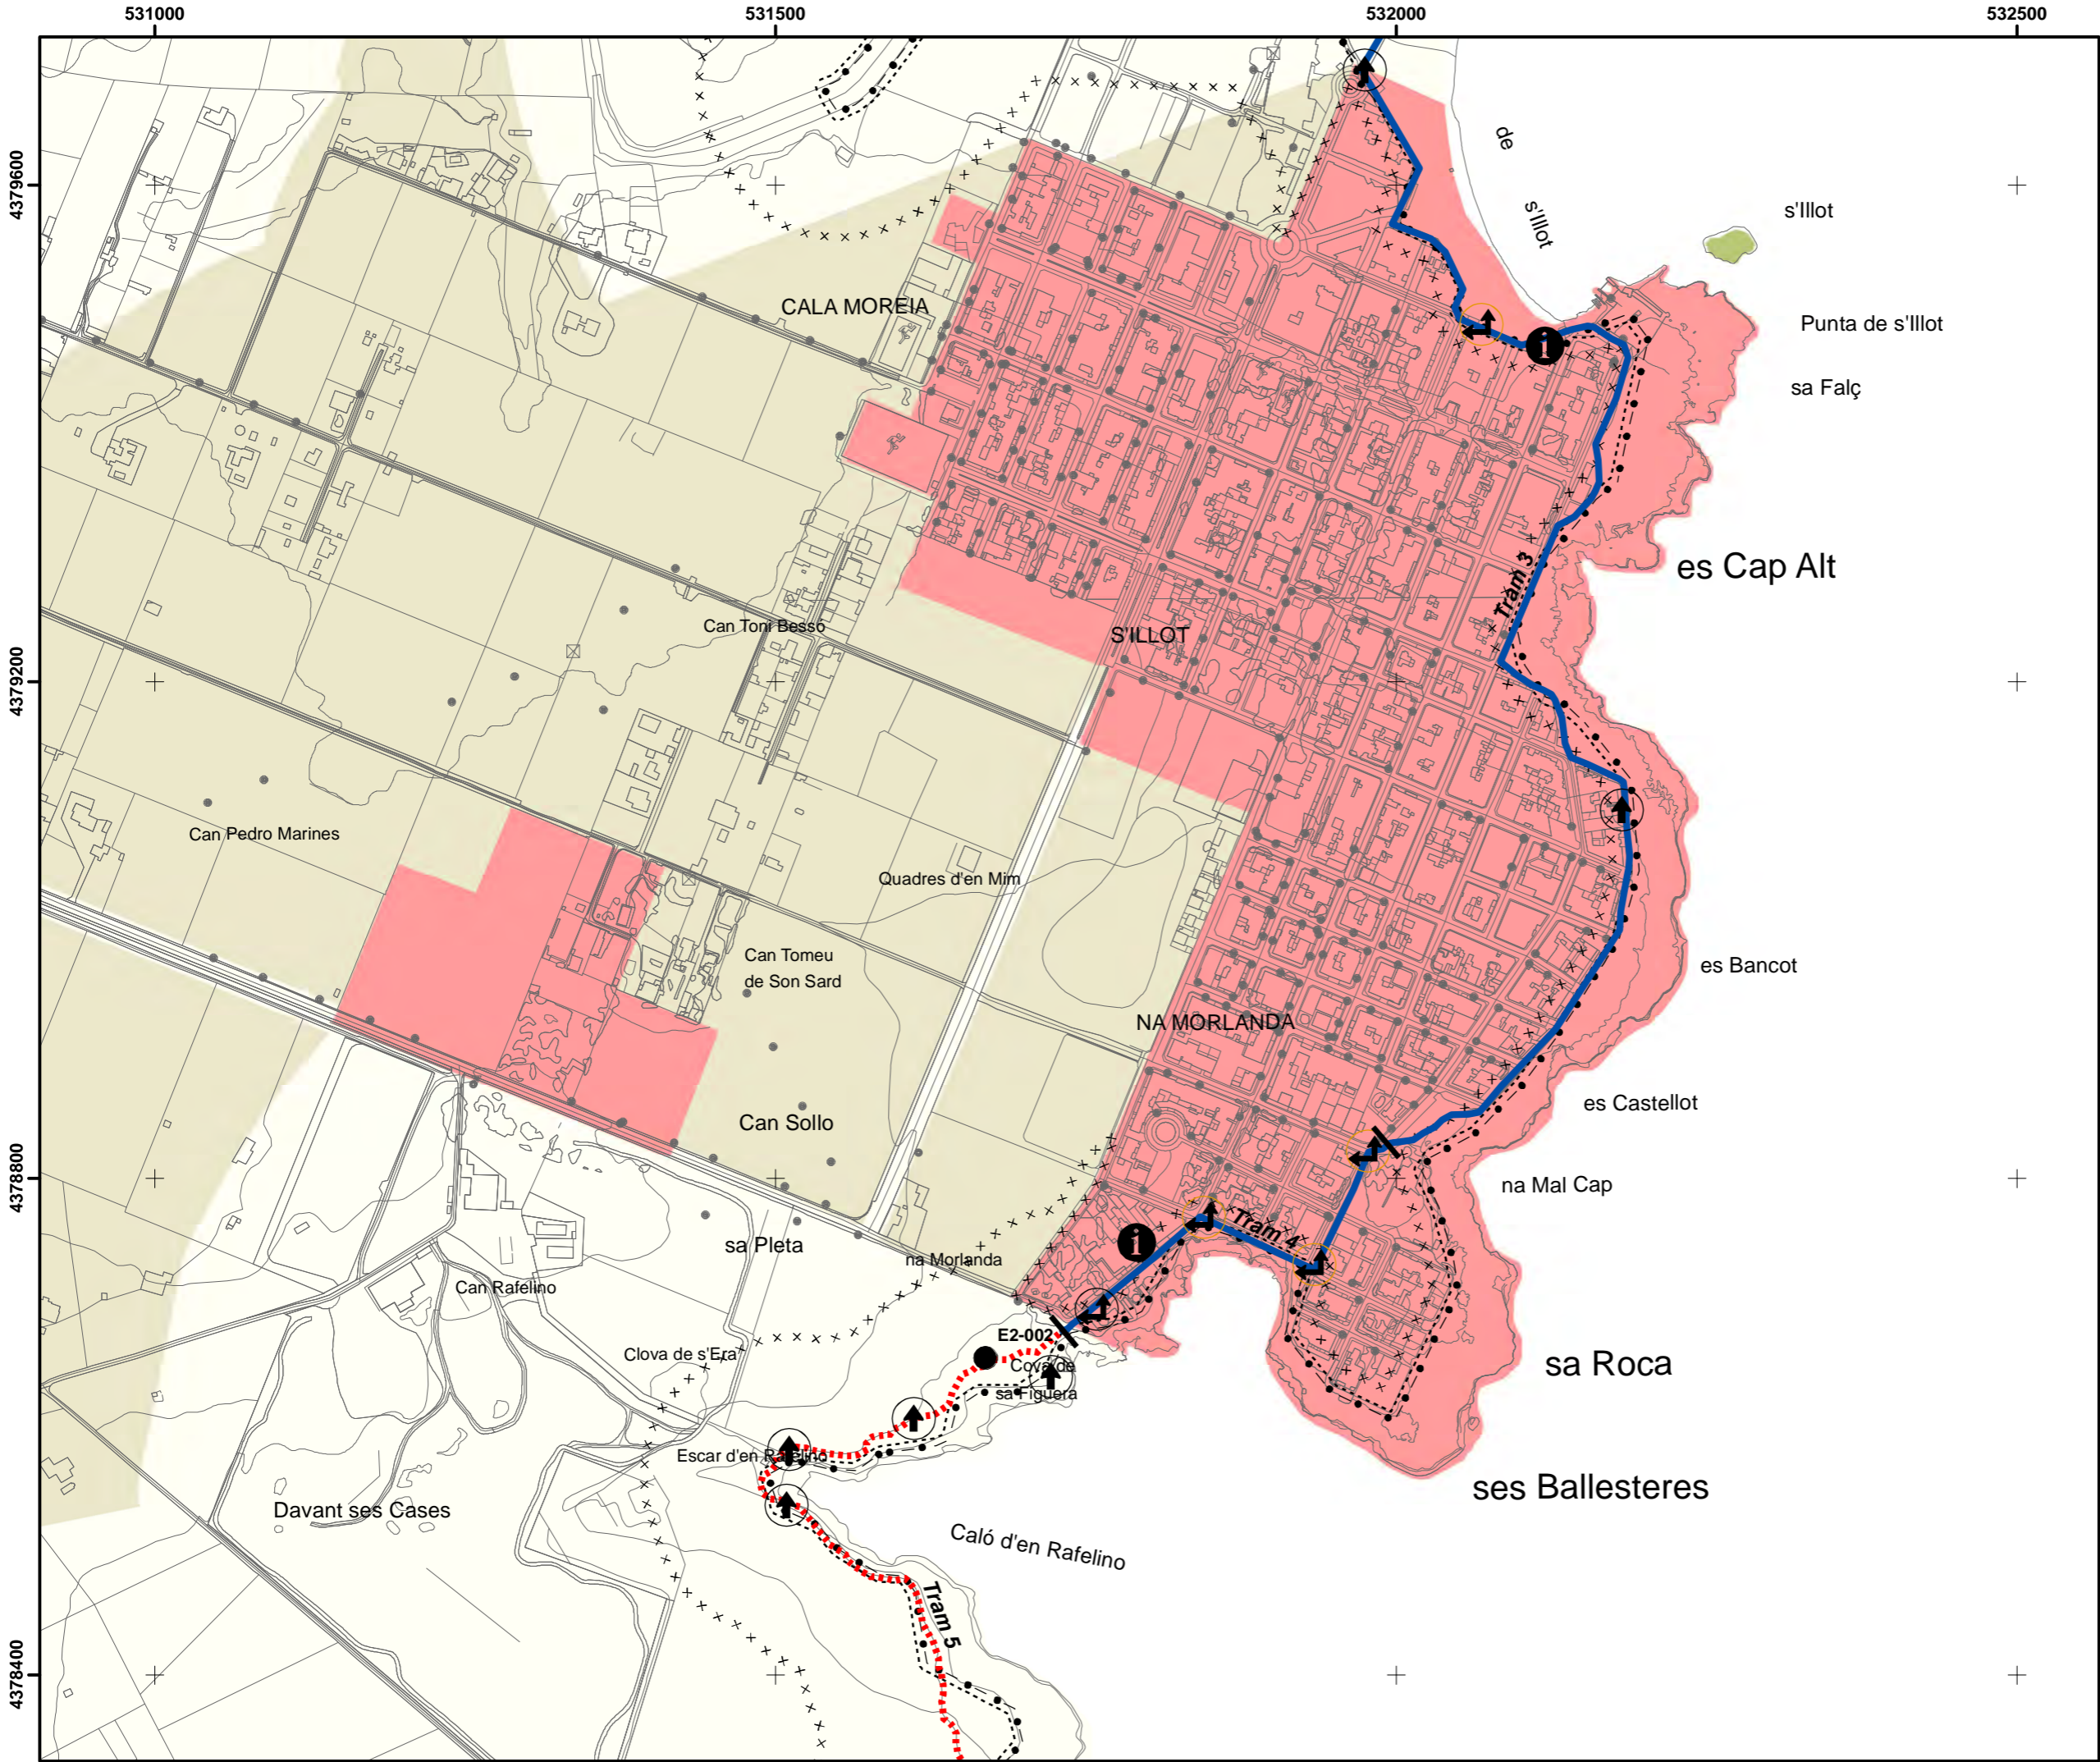 531000
531500
532000
532500
4379600
4379200
4378800
4378400
de
s'Illot
s'Illot
CALA MOREIA
Punta de s'Illot
sa Falç
es Cap Alt
Tram 3
Can Toni Bessó
S'ILLOT
Can Pedro Marines
Quadres d'en Mim
Can Tomeu
de Son Sard
es Bancot
NA MORLANDA
es Castellot
Can Sollo
na Mal Cap
Tram 4
sa Pleta
na Morlanda
Can Rafelino
E2-002
Clova de s'Era
Cova de
sa Figuera
sa Roca
Escar d'en Rafelino
ses Ballesteres
Davant ses Cases
Caló d'en Rafelino
Tram 5